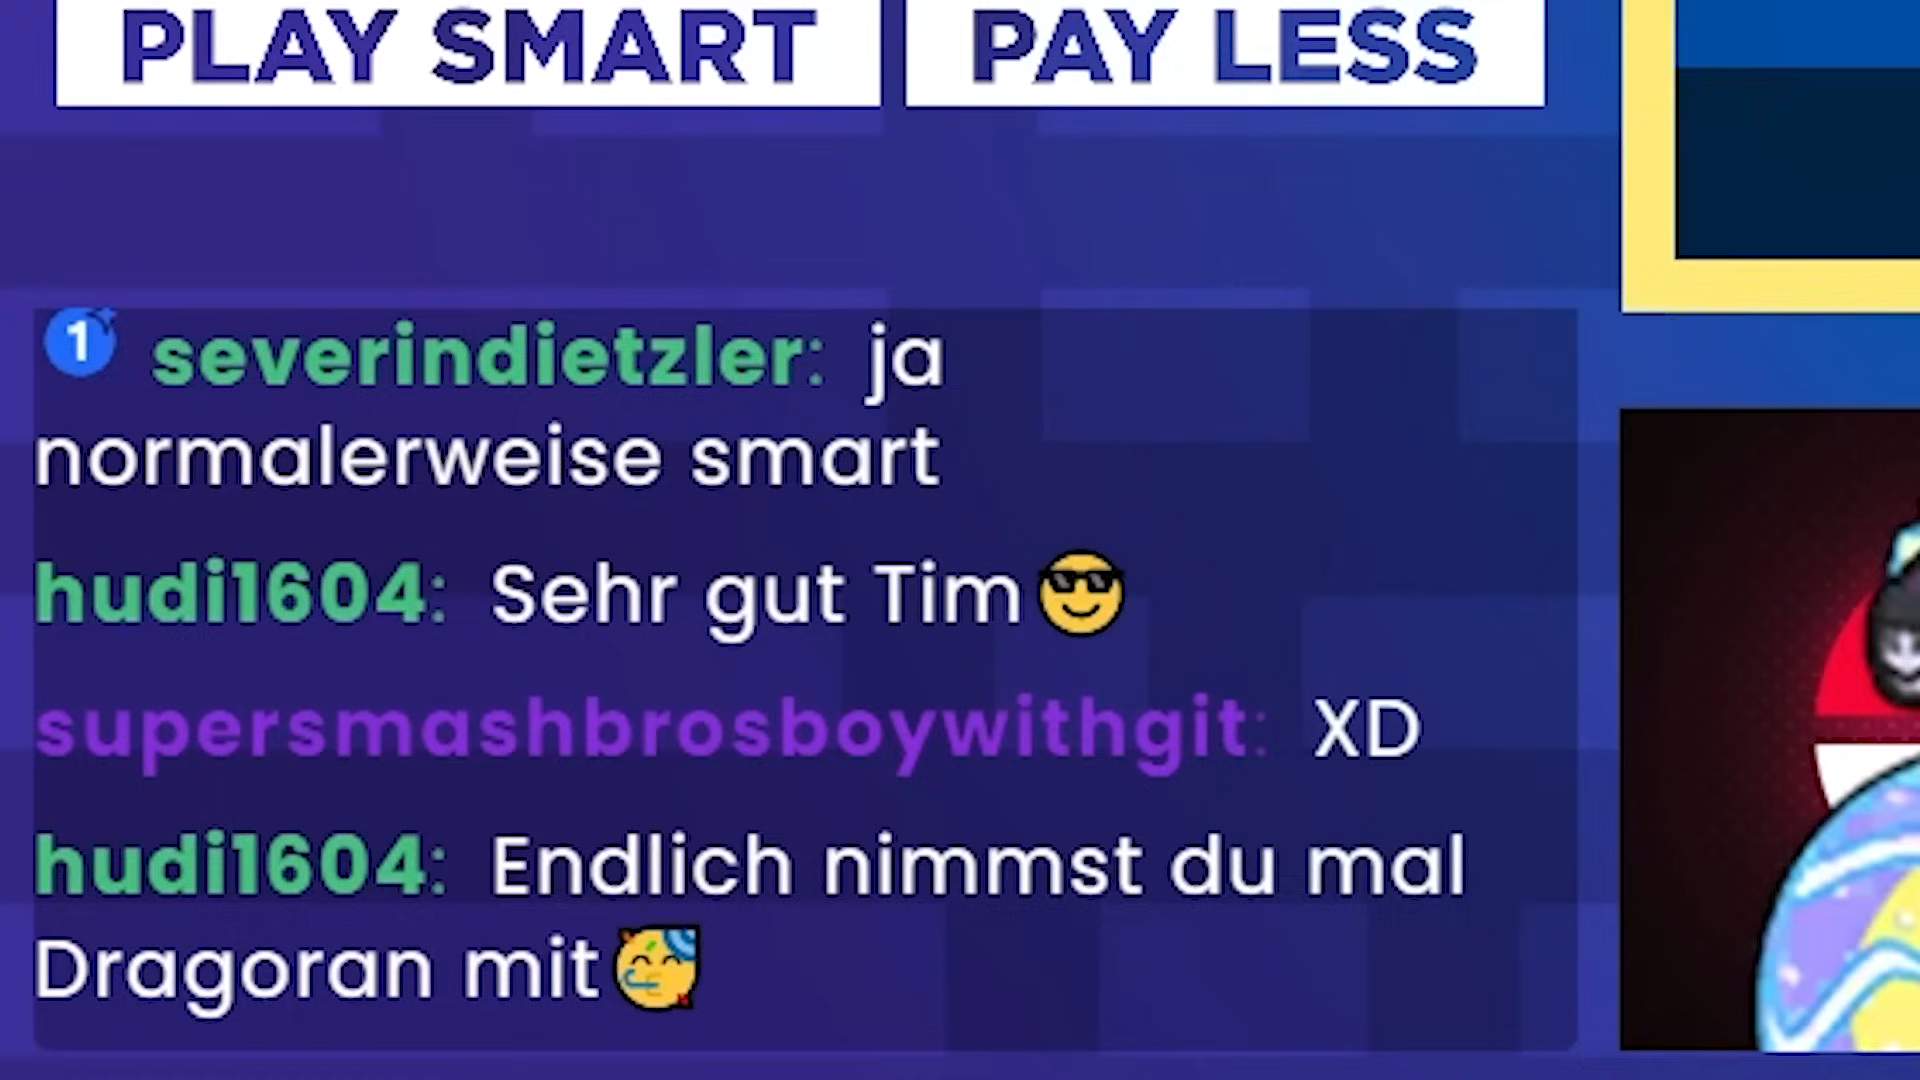 PLAY SMART PAY LESS
1 severindietzler: ja
normalerweise smart
hudi1604: Sehr gut Tim😎
supersmashbrosboywithgit: XD
hudi1604: Endlich nimmst du mal
Dragoran mit🥳